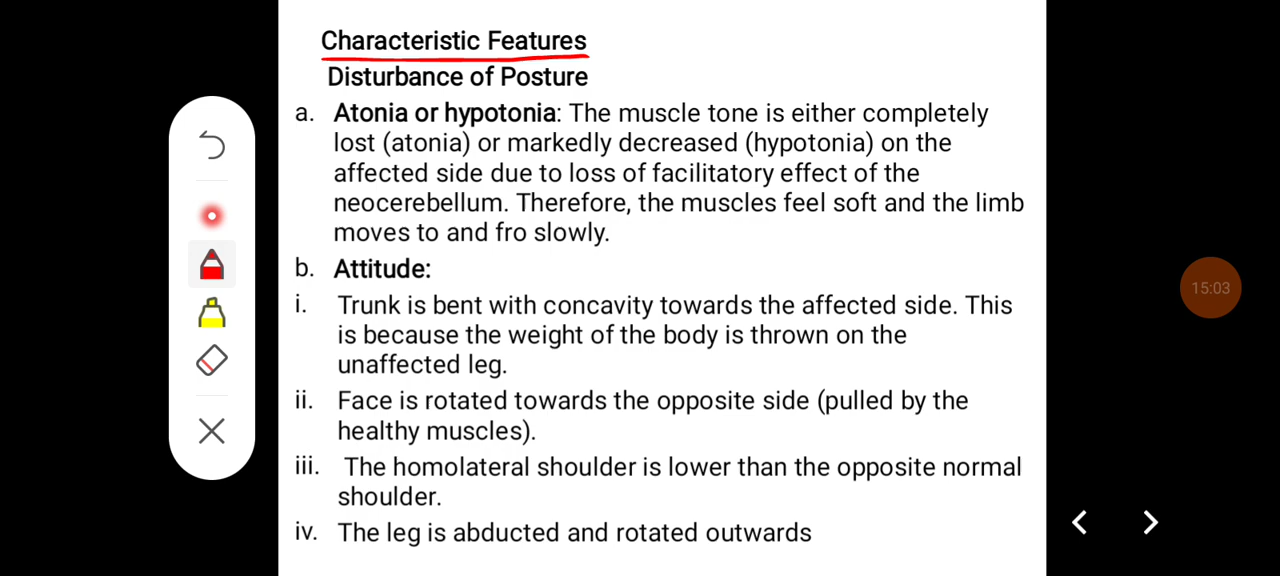 Characteristic Features
Disturbance of Posture
a. Atonia or hypotonia: The muscle tone is either completely
lost (atonia) or markedly decreased (hypotonia) on the
affected side due to loss of facilitatory effect of the
neocerebellum. Therefore, the muscles feel soft and the limb
moves to and fro slowly.
b. Attitude:
i. Trunk is bent with concavity towards the affected side. This
is because the weight of the body is thrown on the
unaffected leg.
ii. Face is rotated towards the opposite side (pulled by the
healthy muscles).
iii. The homolateral shoulder is lower than the opposite normal
shoulder.
iv. The leg is abducted and rotated outwards
15:03